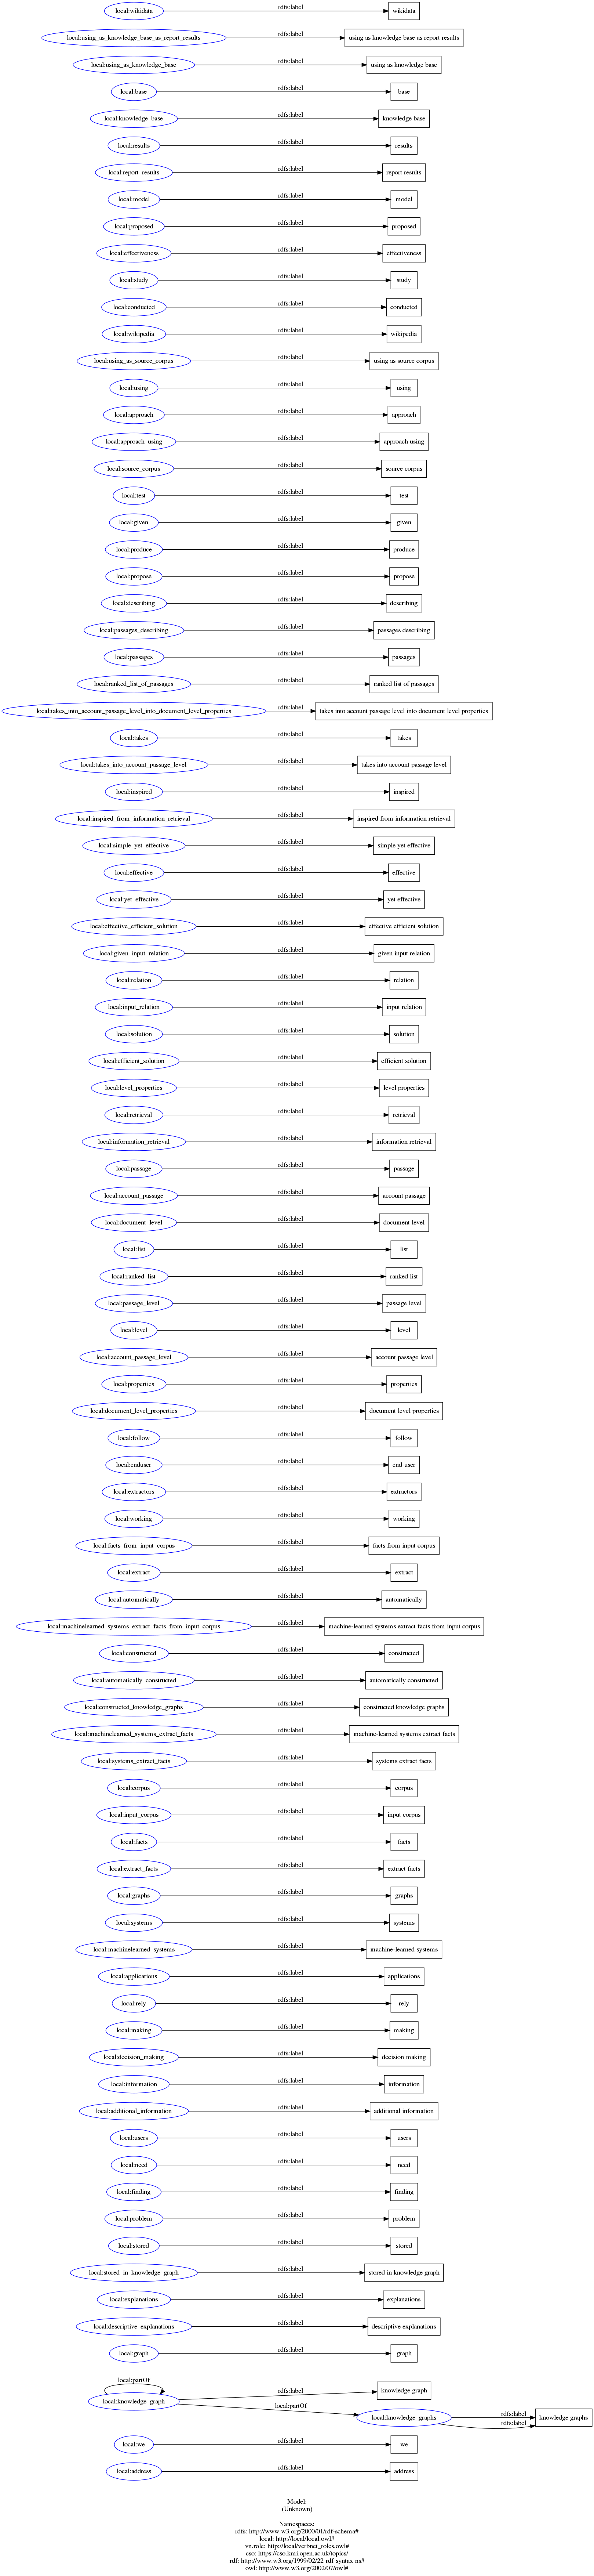 local:wikidata rdfs:label wikidata
local:using_as_knowledge_base_as_report_results rdfs:label using as knowledge base as report results
local:using_as_knowledge_base rdfs:label using as knowledge base
local:base rdfs:label base
local:knowledge_base rdfs:label knowledge base
local:results rdfs:label results
local:report_results rdfs:label report results
local:model rdfs:label model
local:proposed rdfs:label proposed
local:effectiveness rdfs:label effectiveness
local:study rdfs:label study
local:conducted rdfs:label conducted
local:wikipedia rdfs:label wikipedia
local:using_as_source_corpus rdfs:label using as source corpus
local:using rdfs:label using
local:approach rdfs:label approach
local:approach_using rdfs:label approach using
local:source_corpus rdfs:label source corpus
local:test rdfs:label test
local:given rdfs:label given
local:produce rdfs:label produce
local:propose rdfs:label propose
local:describing rdfs:label describing
local:passages_describing rdfs:label passages describing
local:passages rdfs:label passages
local:ranked_list_of_passages rdfs:label ranked list of passages
local:takes_into_account_passage_level_into_document_level_properties rdfs:label takes into account passage level into document level properties
local:takes rdfs:label takes
local:takes_into_account_passage_level rdfs:label takes into account passage level
local:inspired rdfs:label inspired
local:inspired_from_information_retrieval rdfs:label inspired from information retrieval
local:simple_yet_effective rdfs:label simple yet effective
local:effective rdfs:label effective
local:yet_effective rdfs:label yet effective
local:effective_efficient_solution rdfs:label effective efficient solution
local:given_input_relation rdfs:label given input relation
local:relation rdfs:label relation
local:input_relation rdfs:label input relation
local:solution rdfs:label solution
local:efficient_solution rdfs:label efficient solution
local:level_properties rdfs:label level properties
local:retrieval rdfs:label retrieval
local:information_retrieval rdfs:label information retrieval
local:passage rdfs:label passage
local:account_passage rdfs:label account passage
local:document_level rdfs:label document level
local:list rdfs:label list
local:ranked_list rdfs:label ranked list
local:passage_level rdfs:label passage level
local:level rdfs:label level
local:account_passage_level rdfs:label account passage level
local:properties rdfs:label properties
local:document_level_properties rdfs:label document level properties
local:follow rdfs:label follow
local:enduser rdfs:label end-user
local:extractors rdfs:label extractors
local:working rdfs:label working
local:facts_from_input_corpus rdfs:label facts from input corpus
local:extract rdfs:label extract
local:automatically rdfs:label automatically
local:machinelearned_systems_extract_facts_from_input_corpus rdfs:label machine-learned systems extract facts from input corpus
local:constructed rdfs:label constructed
local:automatically_constructed rdfs:label automatically constructed
local:constructed_knowledge_graphs rdfs:label constructed knowledge graphs
local:machinelearned_systems_extract_facts rdfs:label machine-learned systems extract facts
local:systems_extract_facts rdfs:label systems extract facts
local:corpus rdfs:label corpus
local:input_corpus rdfs:label input corpus
local:facts rdfs:label facts
local:extract_facts rdfs:label extract facts
local:graphs rdfs:label graphs
local:systems rdfs:label systems
local:machinelearned_systems rdfs:label machine-learned systems
local:applications rdfs:label applications
local:rely rdfs:label rely
local:making rdfs:label making
local:decision_making rdfs:label decision making
local:information rdfs:label information
local:additional_information rdfs:label additional information
local:users rdfs:label users
local:need rdfs:label need
local:finding rdfs:label finding
local:problem rdfs:label problem
local:stored rdfs:label stored
local:stored_in_knowledge_graph rdfs:label stored in knowledge graph
local:explanations rdfs:label explanations
local:descriptive_explanations rdfs:label descriptive explanations
local:graph rdfs:label graph
local:partOf
local:knowledge_graph rdfs:label knowledge graph
local:partOf local:knowledge_graphs rdfs:label rdfs:label knowledge graphs
local:we rdfs:label we
local:address rdfs:label address
Model:
(Unknown)
Namespaces:
rdfs: http://www.w3.org/2000/01/rdf-schema#
local: http://local/local.owl#
vn.role: http://local/verbnet_roles.owl#
cso: https://cso.kmi.open.ac.uk/topics/
rdf: http://www.w3.org/1999/02/22-rdf-syntax-ns#
owl: http://www.w3.org/2002/07/owl#